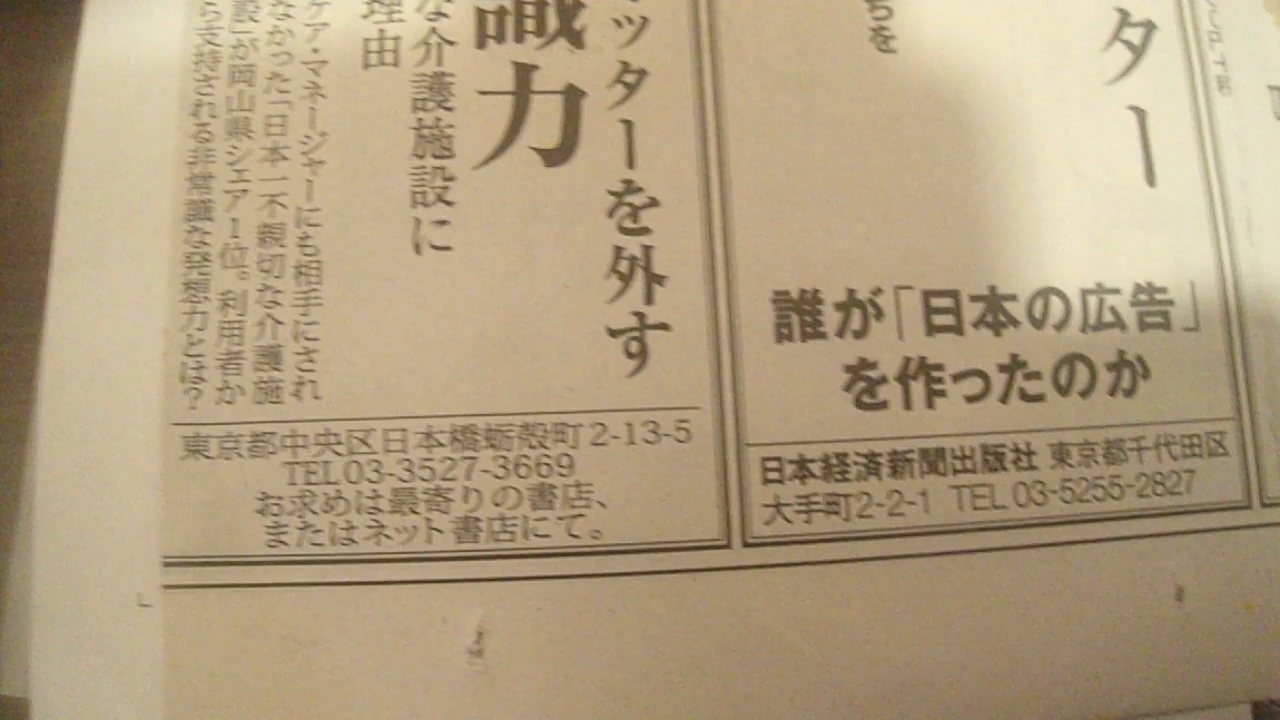 ター
ちを
誰が「日本の広告」
を作ったのか
日本経済新聞出版社 東京都千代田区
大手町2-2-1 TEL03-5255-2827
ッターを外す
識力
な介護施設に
理由
ケア・マネージャーにも相手にされ
なかった「日本一不親切な介護施
設」が岡山県シェア1位。利用者か
ら支持される非常識な発想力とは?
東京都中央区日本橋蛎殻町2-13-5
TEL03-3527-3669
お求めは最寄りの書店、
またはネット書店にて。